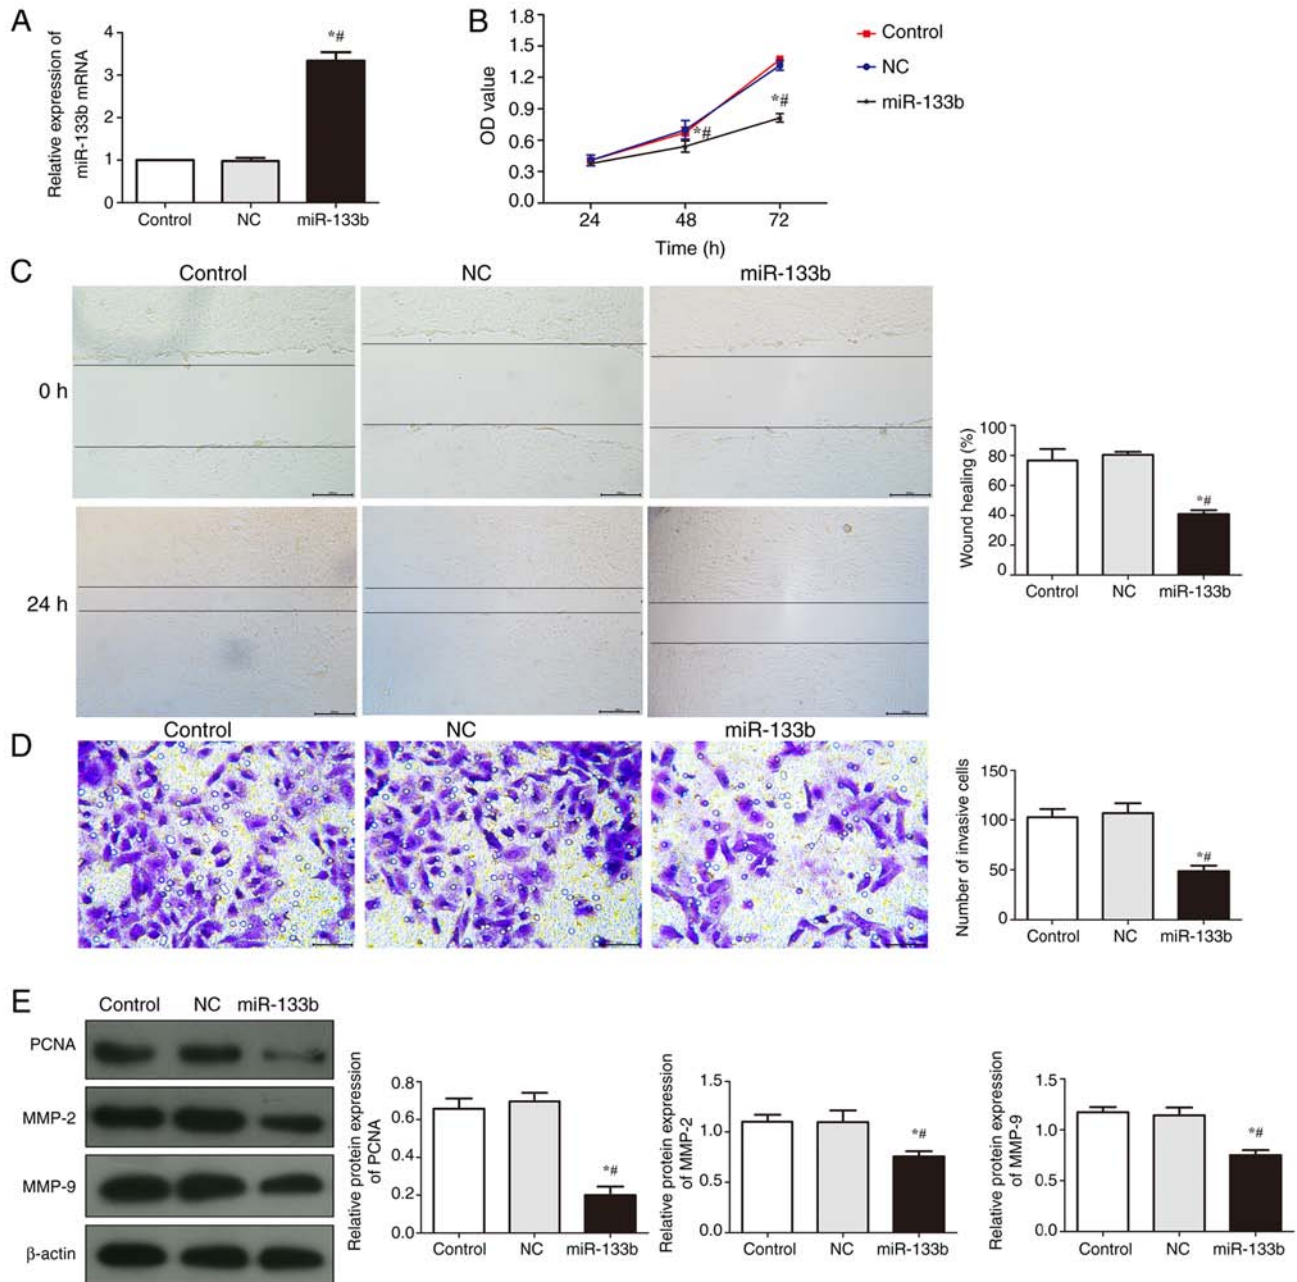 A
Relative expression of
miR-133b mRNA
4
3
2
1
0
*#
Control
NC
miR-133b
B
OD value
1.8
1.5
1.2
0.9
0.6
0.3
0.0
*#
*#
24
48
72
Time (h)
Control
NC
miR-133b
C
Control
NC
miR-133b
0 h
24 h
Wound healing (%)
100
80
60
40
20
0
*#
Control
NC
miR-133b
D
Control
NC
miR-133b
Number of invasive cells
150
100
50
0
*#
Control
NC
miR-133b
E
Control
NC
miR-133b
PCNA
MMP-2
MMP-9
β-actin
Relative protein expression
of PCNA
0.8
0.6
0.4
0.2
0.0
*#
Control
NC
miR-133b
Relative protein expression
of MMP-2
1.5
1.0
0.5
0.0
*#
Control
NC
miR-133b
Relative protein expression
of MMP-9
1.5
1.0
0.5
0.0
*#
Control
NC
miR-133b